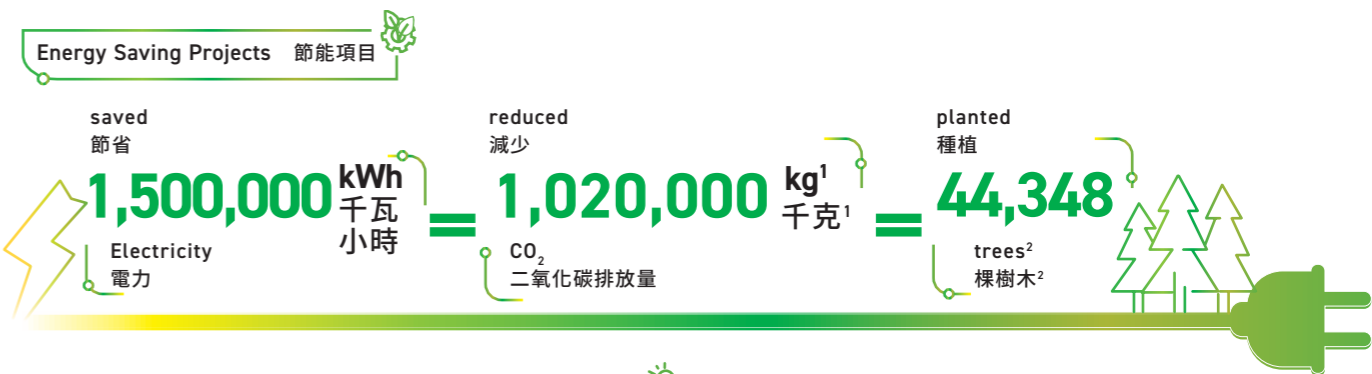 Energy Saving Projects 節能項目
saved
節省
1,500,000 kWh
千瓦
小時
Electricity
電力
=
reduced
減少
1,020,000 kg¹
千克¹
CO₂
二氧化碳排放量
=
planted
種植
44,348
trees²
棵樹木²